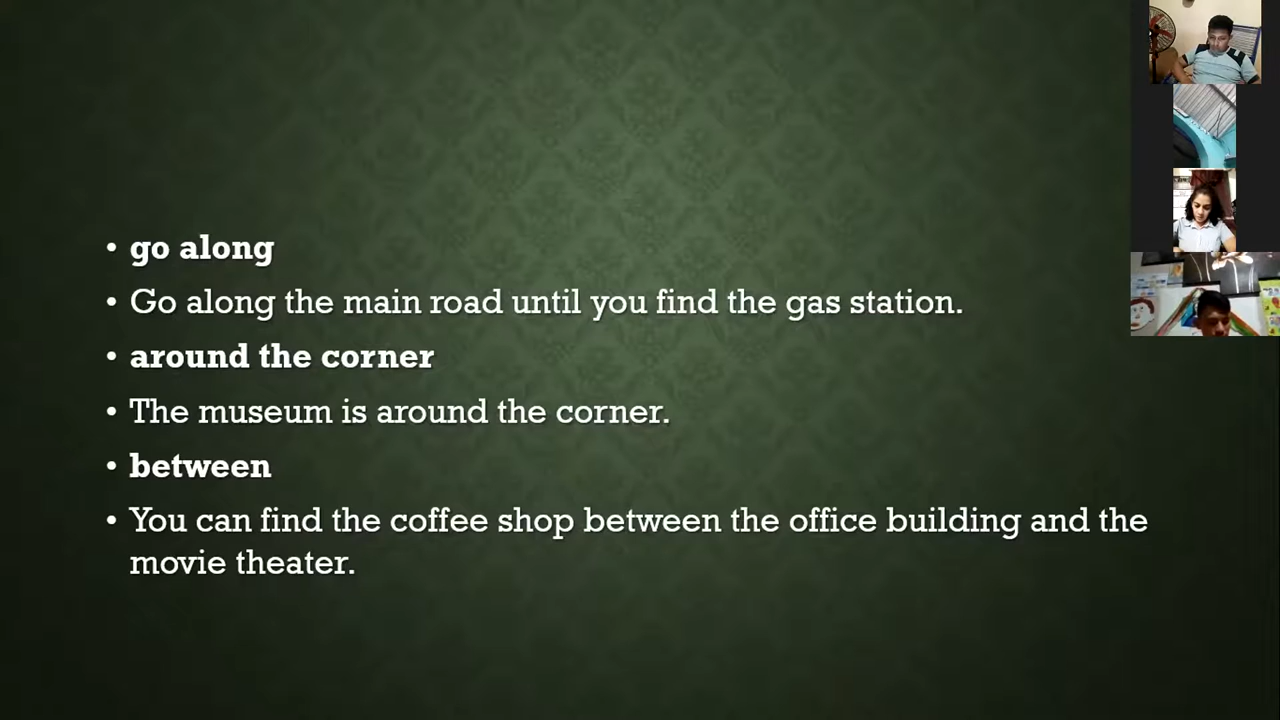 • go along
• Go along the main road until you find the gas station.
• around the corner
• The museum is around the corner.
• between
• You can find the coffee shop between the office building and the
movie theater.